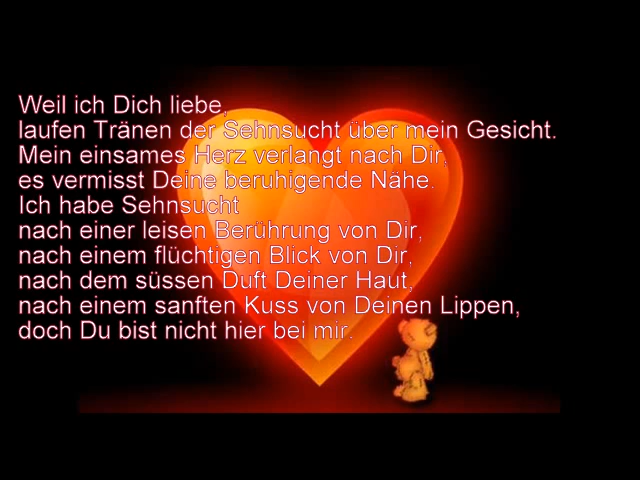 Weil ich Dich liebe,
laufen Tränen der Sehnsucht über mein Gesicht.
Mein einsames Herz verlangt nach Dir,
es vermisst Deine beruhigende Nähe.
Ich habe Sehnsucht
nach einer leisen Berührung von Dir,
nach einem flüchtigen Blick von Dir,
nach dem süssen Duft Deiner Haut,
nach einem sanften Kuss von Deinen Lippen,
doch Du bist nicht hier bei mir.